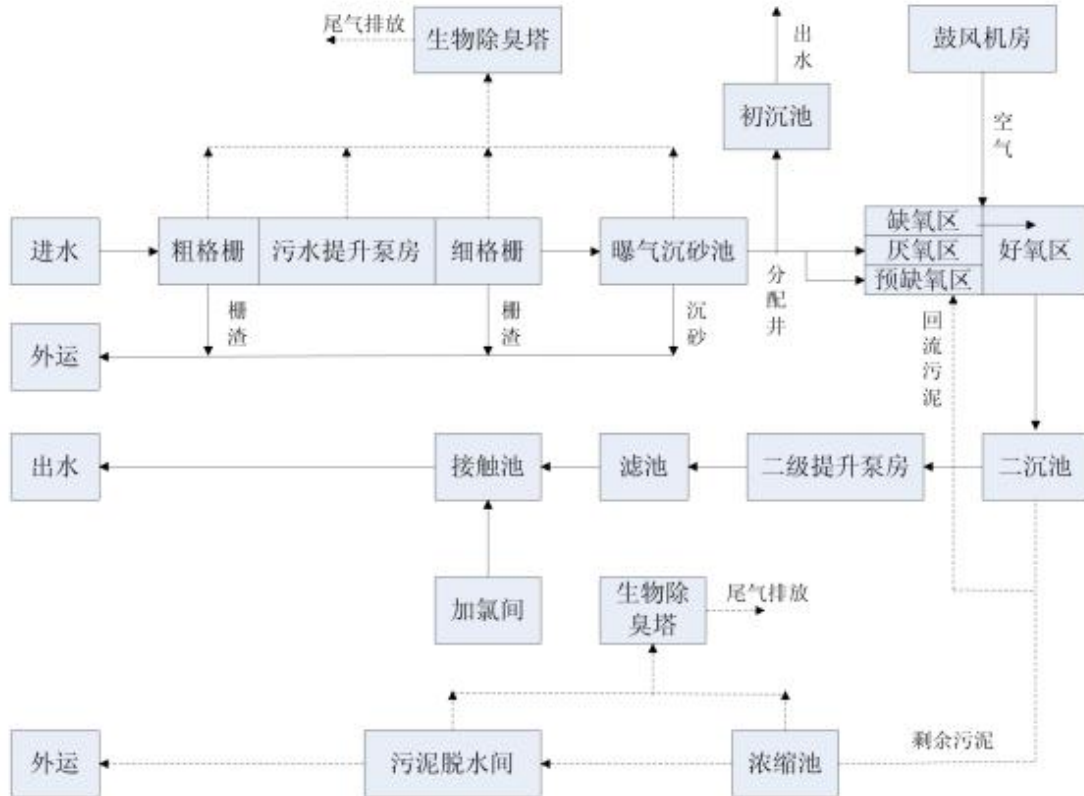 尾气排放
生物除臭塔
出水
鼓风机房
初沉池
空气
进水
粗格栅
污水提升泵房
细格栅
曝气沉砂池
分配井
缺氧区
厌氧区
预缺氧区
好氧区
栅渣
栅渣
沉砂
外运
回流污泥
出水
接触池
滤池
二级提升泵房
二沉池
加氯间
生物除
臭塔
尾气排放
外运
污泥脱水间
浓缩池
剩余污泥